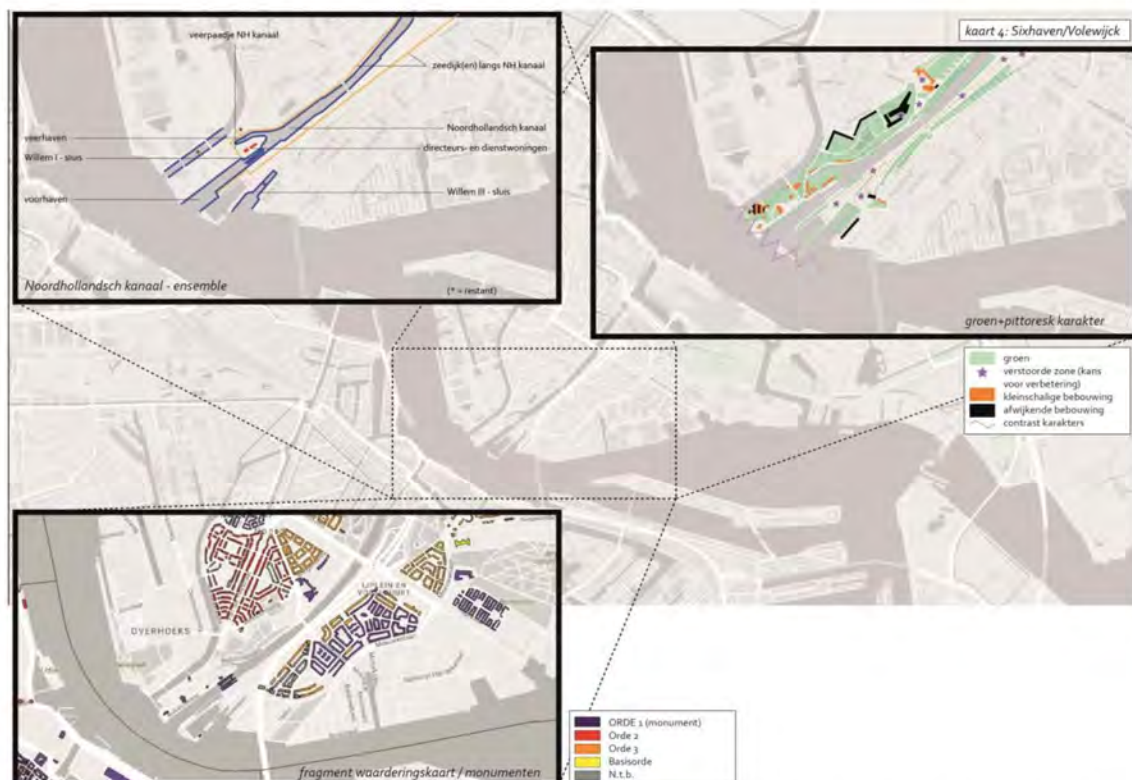 veerpaadje NH kanaal
zeedijk(en) langs NH kanaal
veerhaven
Noordhollandsch kanaal
Willem I - sluis
directeurs- en dienstwoningen
voorhaven
Willem III - sluis
Noordhollandsch kanaal - ensemble
(* = restant)
kaart 4: Sixhaven/Volewijck
groen+pittoresk karakter
groen
verstoorde zone (kans
voor verbetering)
kleinschalige bebouwing
afwijkende bebouwing
contrast karakters
IJPLEIN EN
OVERHOEKS
fragment waarderingskaart / monumenten
ORDE 1 (monument)
Orde 2
Orde 3
Basisorde
N.t.b.